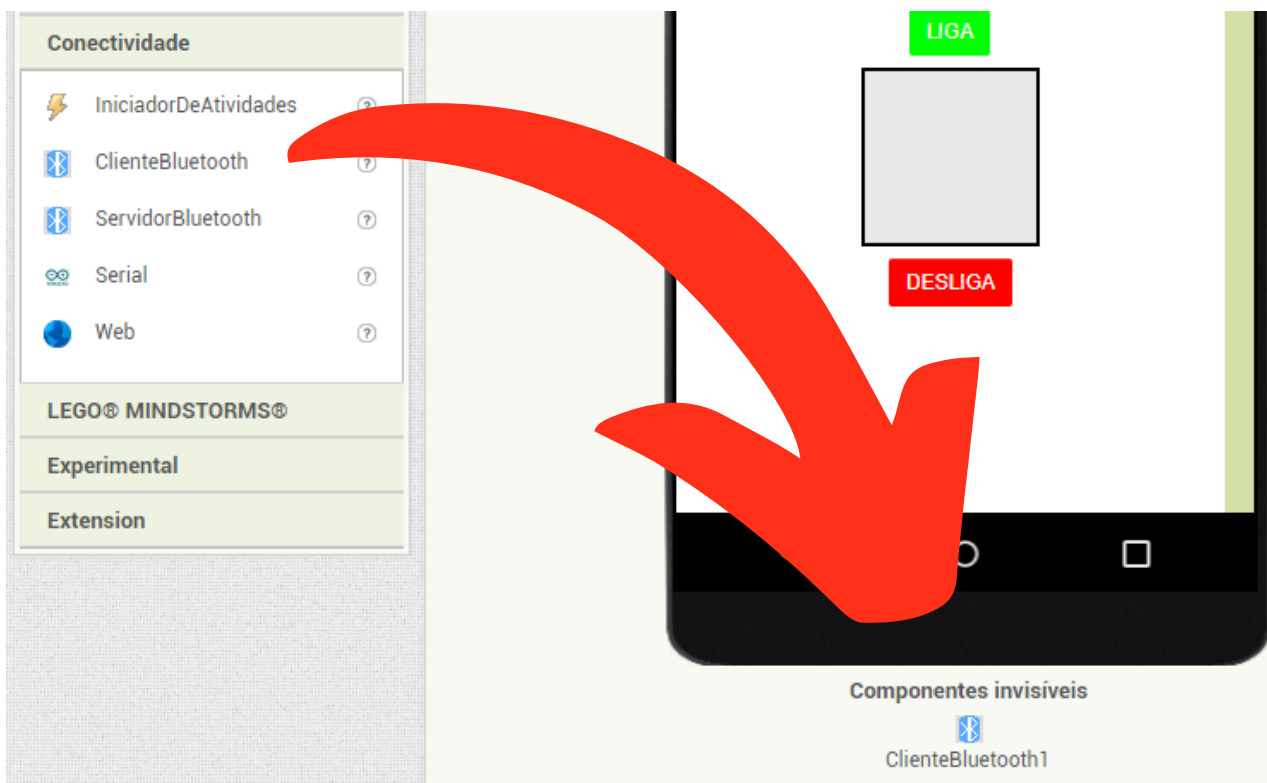 Conectividade
IniciadorDeAtividades
?
ClienteBluetooth
?
ServidorBluetooth
?
Serial
?
Web
?
LEGO® MINDSTORMS®
Experimental
Extension
LIGA
DESLIGA
Componentes invisíveis
ClienteBluetooth1